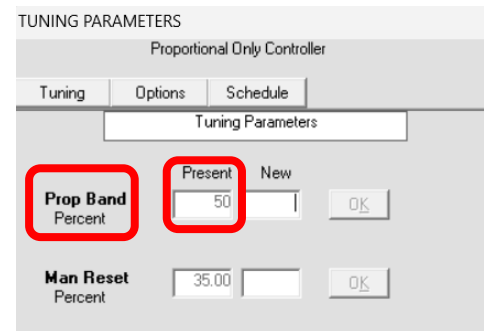 TUNING PARAMETERS
Proportional Only Controller
Tuning Options Schedule
Tuning Parameters
Present New
Prop Band 50 OK
Percent
Man Reset 35.00 OK
Percent